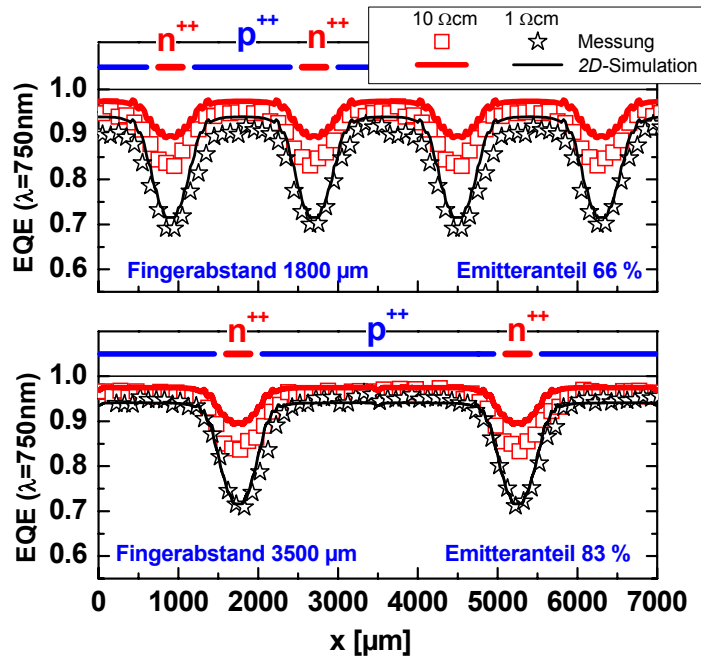 n++ p++ n++
10 Ωcm 1 Ωcm
Messung
2D-Simulation
EQE (λ=750nm)
1.0
0.9
0.8
0.7
0.6
Fingerabstand 1800 µm Emitteranteil 66 %
n++ p++ n++
EQE (λ=750nm)
1.0
0.9
0.8
0.7
0.6
Fingerabstand 3500 µm Emitteranteil 83 %
0 1000 2000 3000 4000 5000 6000 7000
x [µm]